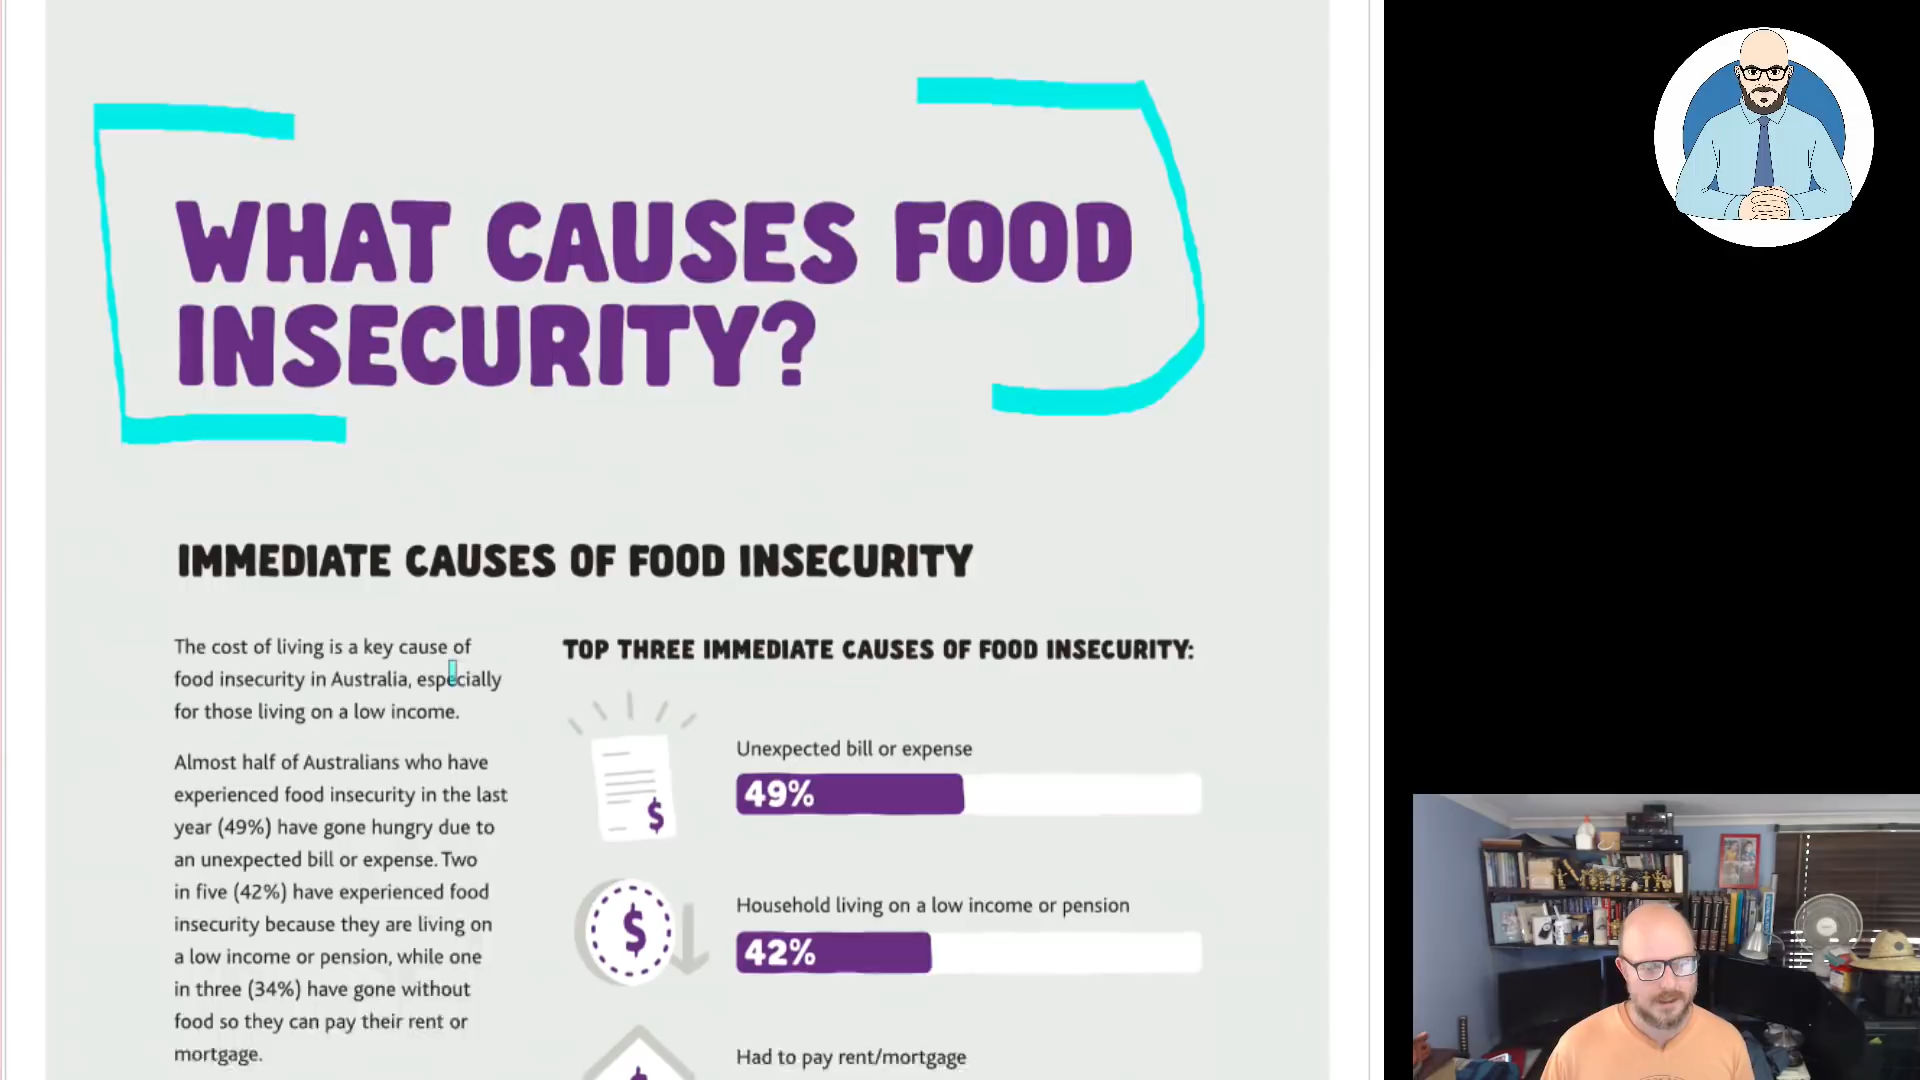 WHAT CAUSES FOOD
INSECURITY?
IMMEDIATE CAUSES OF FOOD INSECURITY
The cost of living is a key cause of
food insecurity in Australia, especially
for those living on a low income.
Almost half of Australians who have
experienced food insecurity in the last
year (49%) have gone hungry due to
an unexpected bill or expense. Two
in five (42%) have experienced food
insecurity because they are living on
a low income or pension, while one
in three (34%) have gone without
food so they can pay their rent or
mortgage.
TOP THREE IMMEDIATE CAUSES OF FOOD INSECURITY:
$
Unexpected bill or expense
49%
$
Household living on a low income or pension
42%
Had to pay rent/mortgage